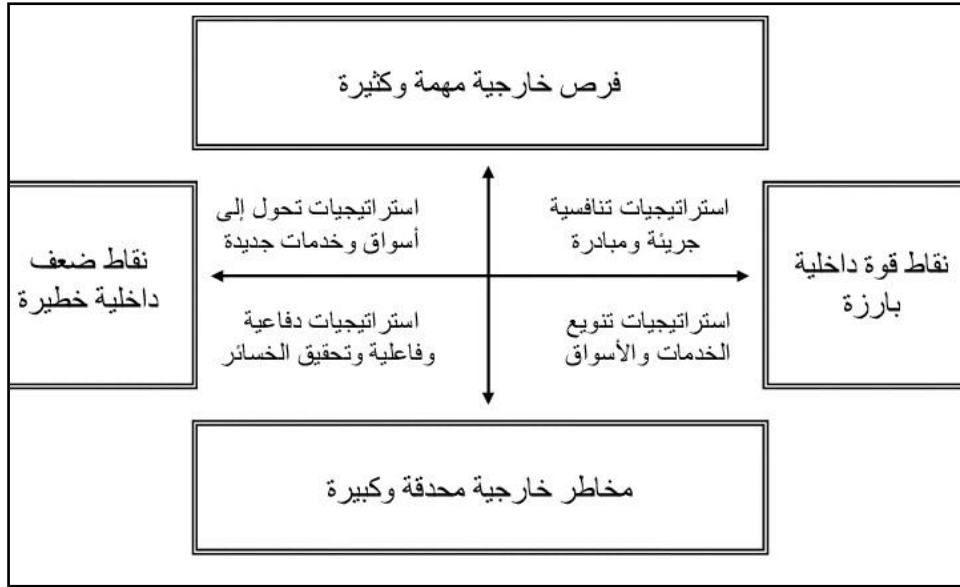 فرص خارجية مهمة وكثيرة
نقاط قوة داخلية
بارزة
استراتيجيات تنافسية
جريئة ومبادرة
استراتيجيات تحول إلى
أسواق وخدمات جديدة
نقاط ضعف
داخلية خطيرة
استراتيجيات تنويع
الخدمات والأسواق
استراتيجيات دفاعية
وفاعلية وتحقيق الخسائر
مخاطر خارجية محدقة وكبيرة